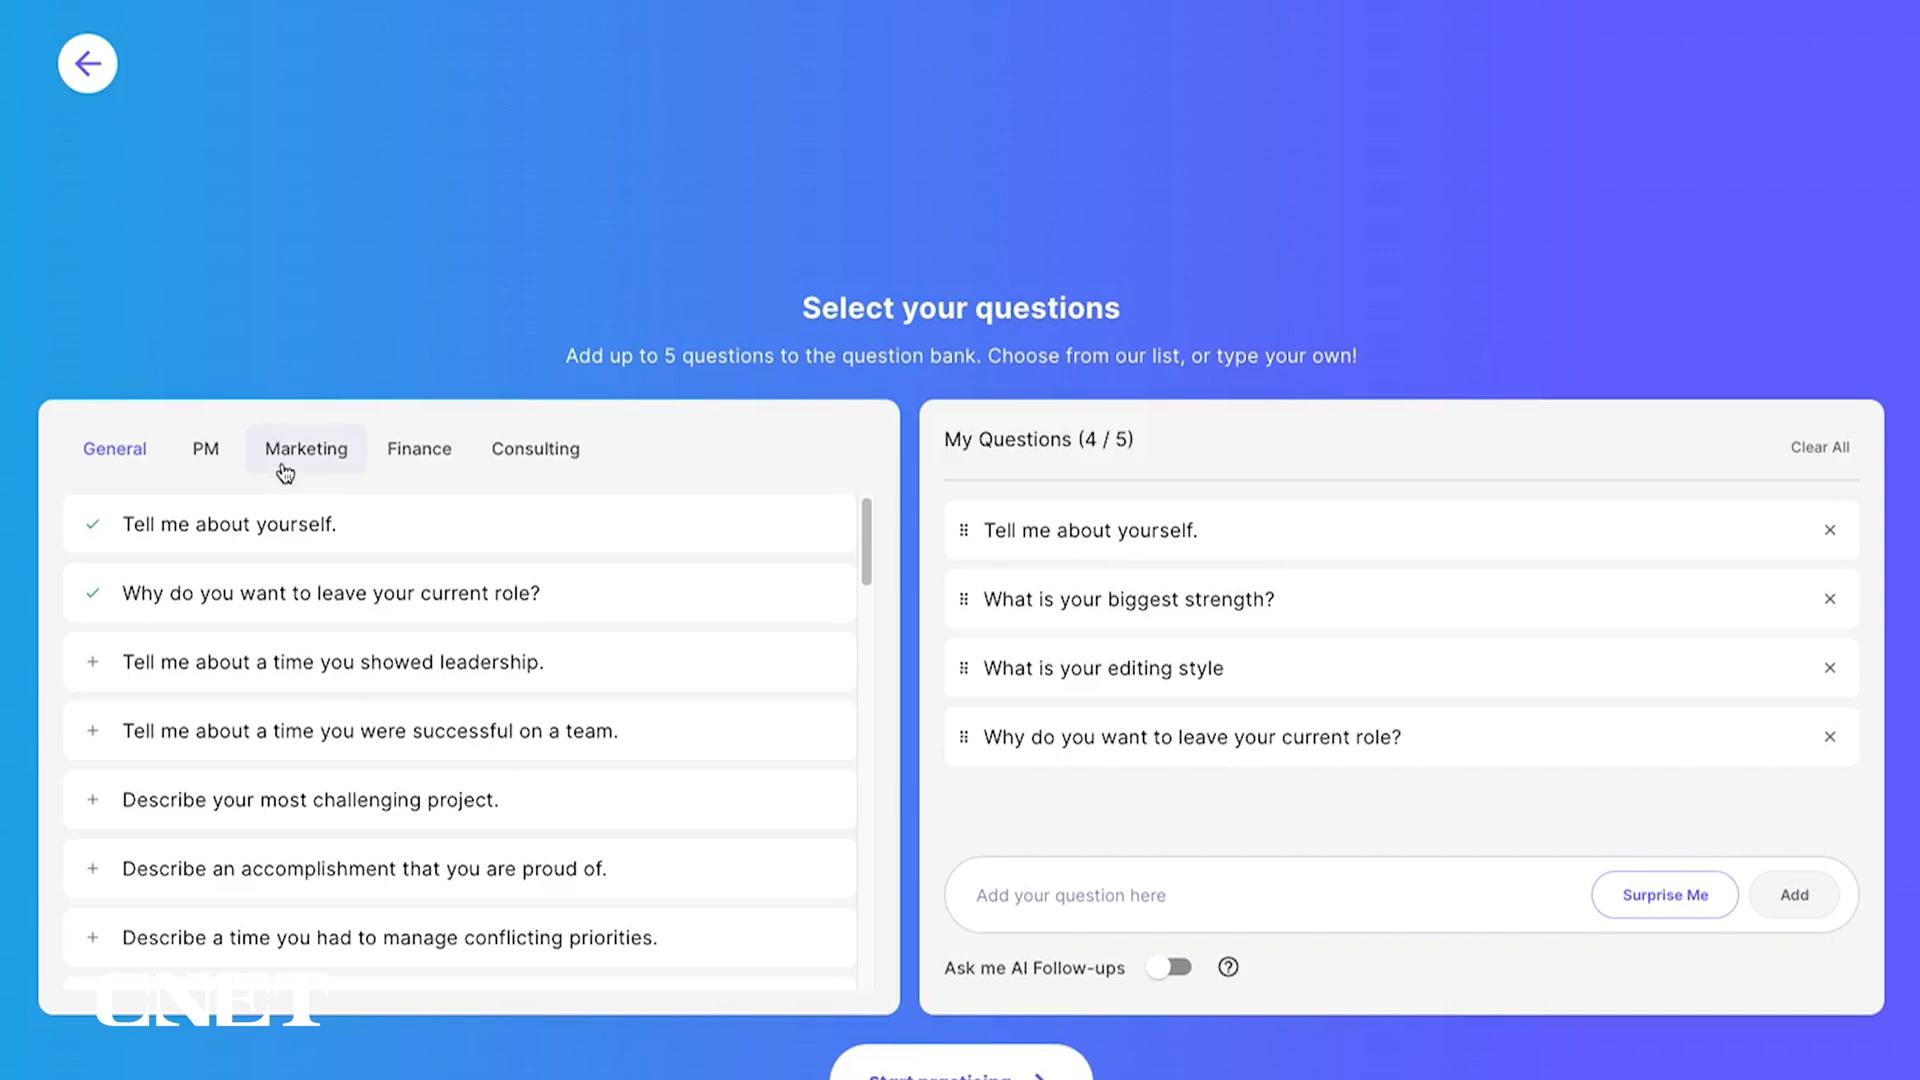 Select your questions
Add up to 5 questions to the question bank. Choose from our list, or type your own!
General PM Marketing Finance Consulting
Tell me about yourself.
Why do you want to leave your current role?
Tell me about a time you showed leadership.
Tell me about a time you were successful on a team.
Describe your most challenging project.
Describe an accomplishment that you are proud of.
Describe a time you had to manage conflicting priorities.
CNET
My Questions (4 / 5)
Clear All
Tell me about yourself.
What is your biggest strength?
What is your editing style
Why do you want to leave your current role?
Add your question here
Surprise Me
Add
Ask me AI Follow-ups
Start practicing